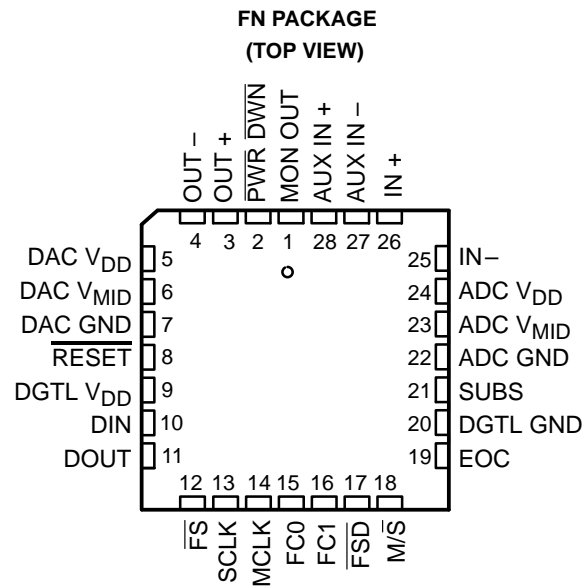 FN PACKAGE
(TOP VIEW)
OUT –
OUT +
PWR DWN
MON OUT
AUX IN +
AUX IN –
IN +
4 3 2 1 28 27 26
DAC VDD 5
DAC VMID 6
DAC GND 7
RESET 8
DGTL VDD 9
DIN 10
DOUT 11
25 IN–
24 ADC VDD
23 ADC VMID
22 ADC GND
21 SUBS
20 DGTL GND
19 EOC
12 13 14 15 16 17 18
FS
SCLK
MCLK
FC0
FC1
FSD
M/S